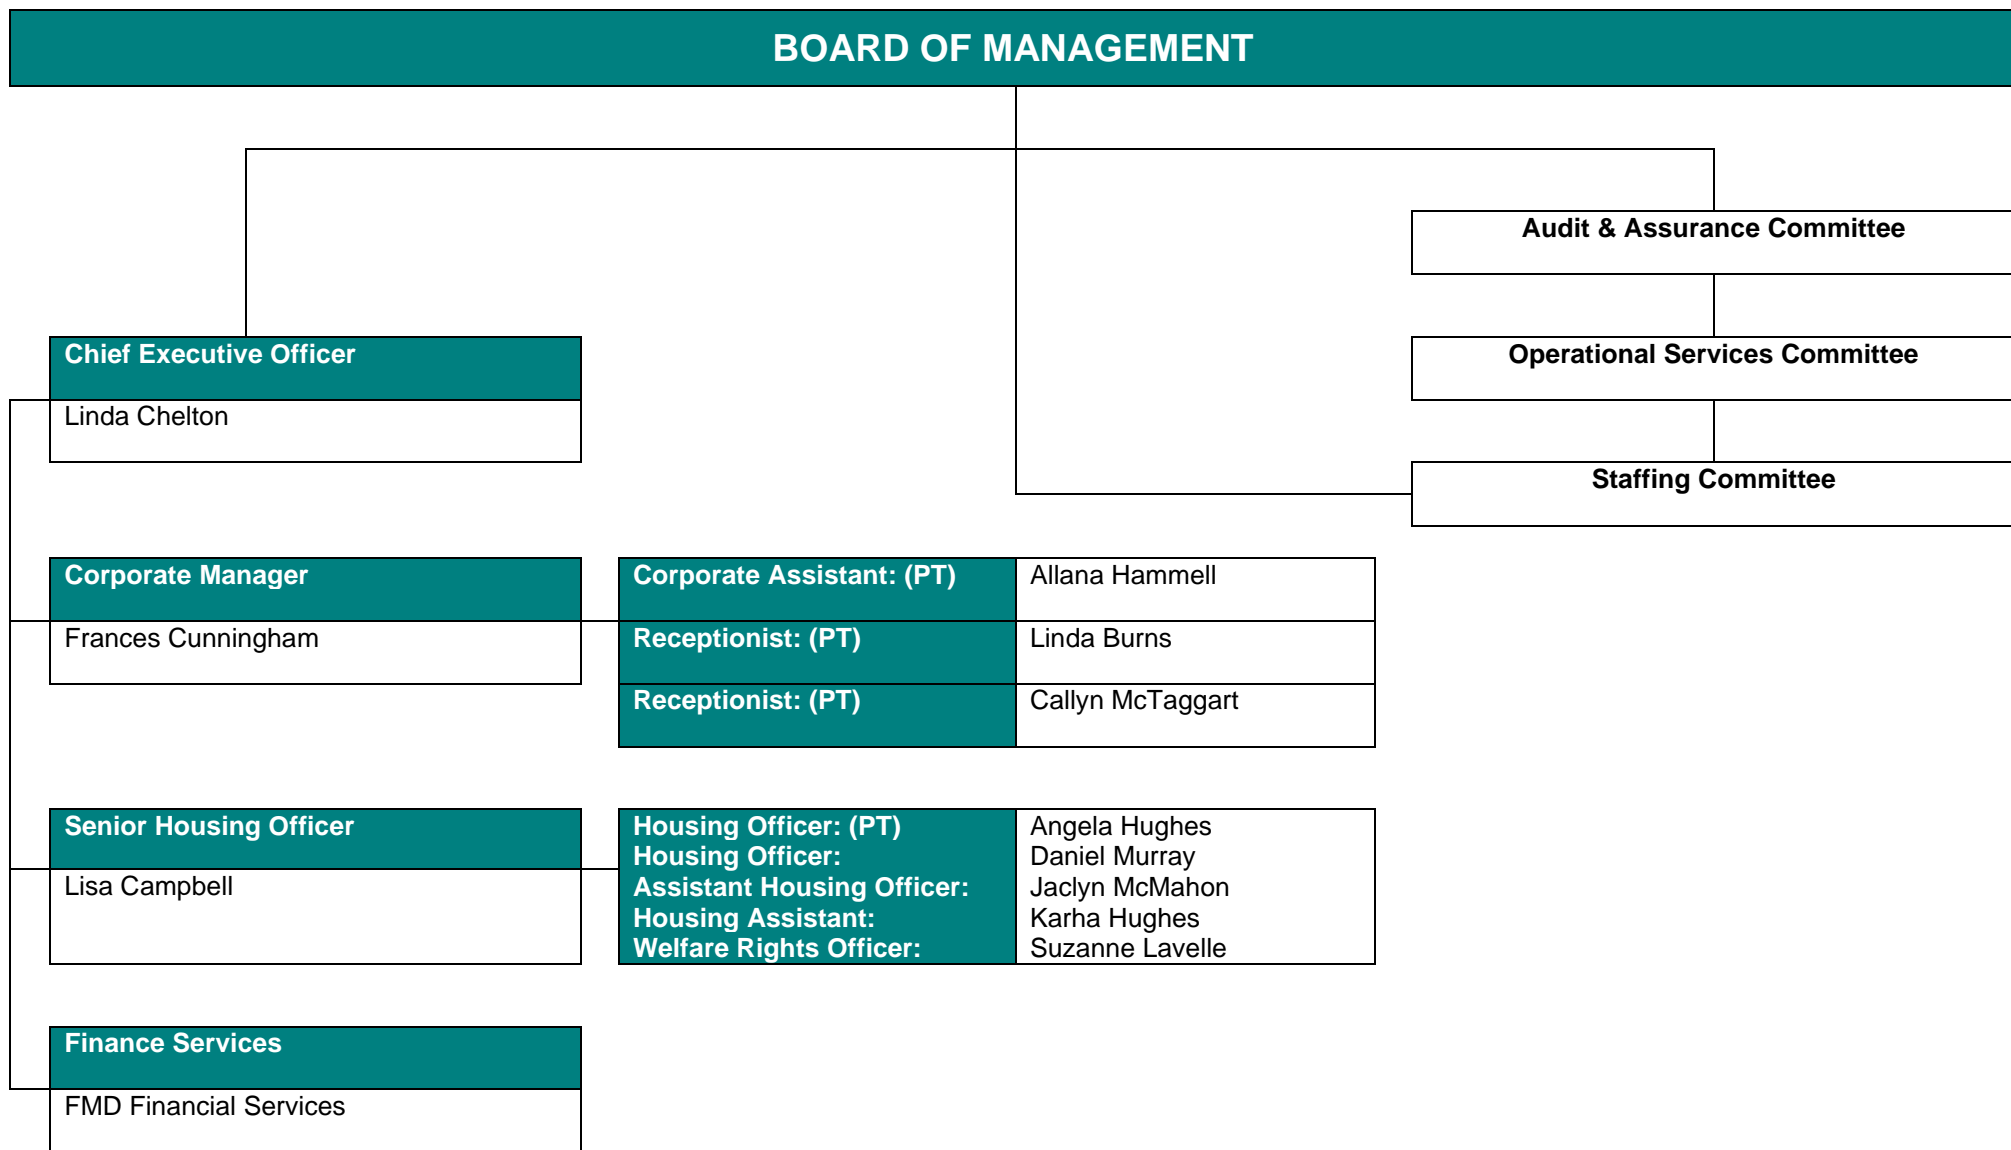 BOARD OF MANAGEMENT
Audit & Assurance Committee
Chief Executive Officer
Linda Chelton
Operational Services Committee
Staffing Committee
Corporate Manager
Frances Cunningham
Corporate Assistant: (PT) Allana Hammell
Receptionist: (PT) Linda Burns
Receptionist: (PT) Callyn McTaggart
Senior Housing Officer
Lisa Campbell
Housing Officer: (PT) Angela Hughes
Housing Officer: Daniel Murray
Assistant Housing Officer: Jaclyn McMahon
Housing Assistant: Karha Hughes
Welfare Rights Officer: Suzanne Lavelle
Finance Services
FMD Financial Services